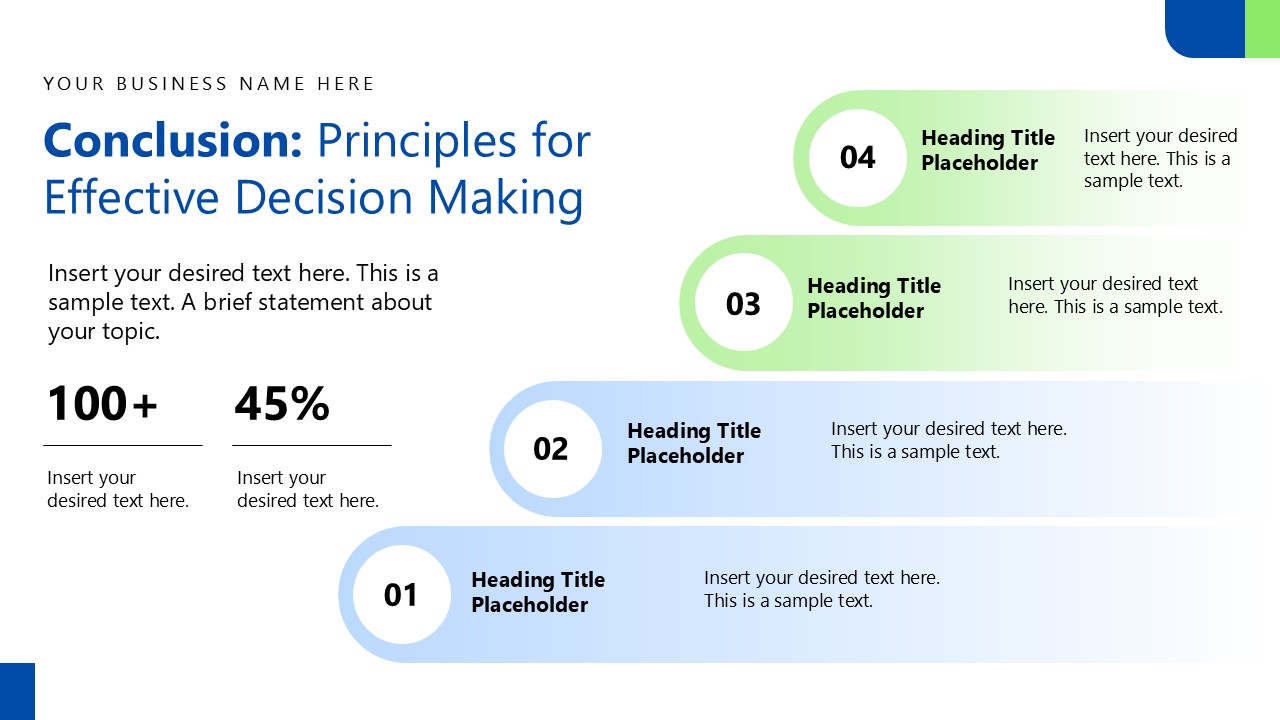 YOUR BUSINESS NAME HERE
Conclusion: Principles for
Effective Decision Making
Insert your desired text here. This is a
sample text. A brief statement about
your topic.
100+
Insert your
desired text here.
45%
Insert your
desired text here.
04
Heading Title
Placeholder
Insert your desired
text here. This is a
sample text.
03
Heading Title
Placeholder
Insert your desired text
here. This is a sample text.
02
Heading Title
Placeholder
Insert your desired text here.
This is a sample text.
01
Heading Title
Placeholder
Insert your desired text here.
This is a sample text.